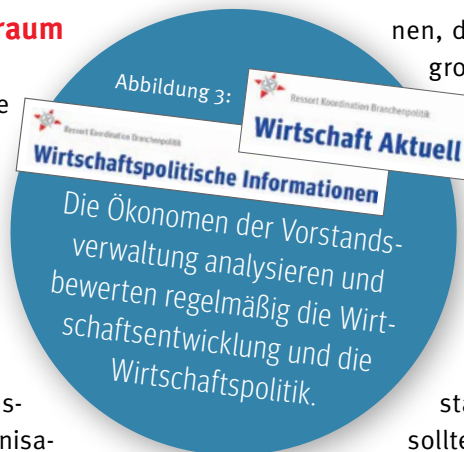 raum
e
s-
nisa-
nen, d
gro
sta
sollte
Abbildung 3:
Ressort Koordination Branchenpolitik
Wirtschaft Aktuell
Ressort Koordination Branchenpolitik
Wirtschaftspolitische Informationen
Die Ökonomen der Vorstands-
verwaltung analysieren und
bewerten regelmäßig die Wirt-
schaftsentwicklung und die
Wirtschaftspolitik.